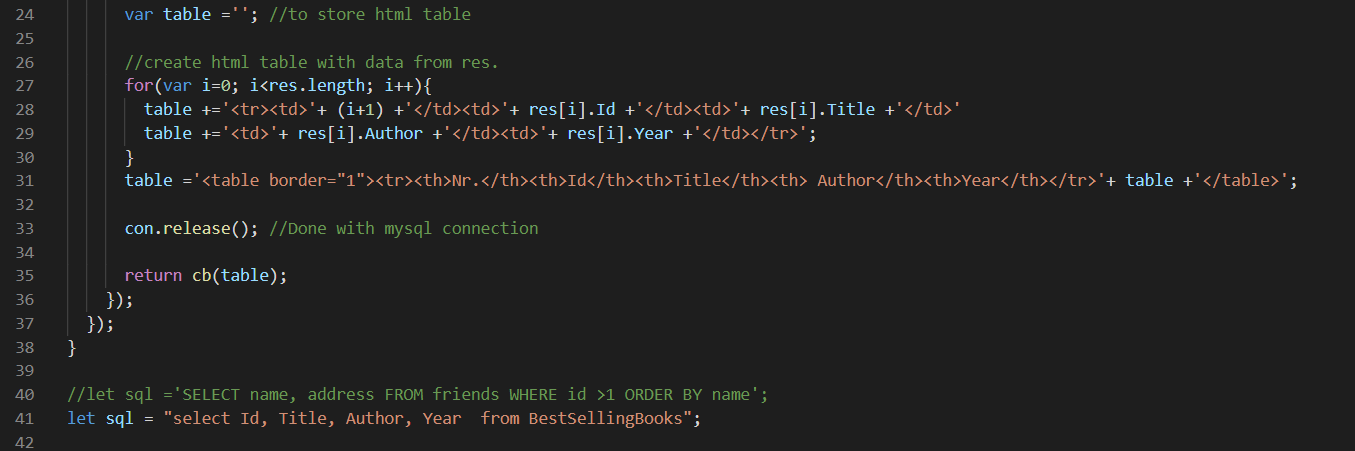 24 var table =''; //to store html table
25
26 //create html table with data from res.
27 for(var i=0; i<res.length; i++){
28 table +='<tr><td>'+ (i+1) +'</td><td>'+ res[i].Id +'</td><td>'+ res[i].Title +'</td>'
29 table +='<td>'+ res[i].Author +'</td><td>'+ res[i].Year +'</td></tr>';
30 }
31 table ='<table border="1"><tr><th>Nr.</th><th>Id</th><th>Title</th><th> Author</th><th>Year</th></tr>'+ table +'</table>';
32
33 con.release(); //Done with mysql connection
34
35 return cb(table);
36 });
37 });
38 }
39
40 //let sql ='SELECT name, address FROM friends WHERE id >1 ORDER BY name';
41 let sql = "select Id, Title, Author, Year  from BestSellingBooks";
42